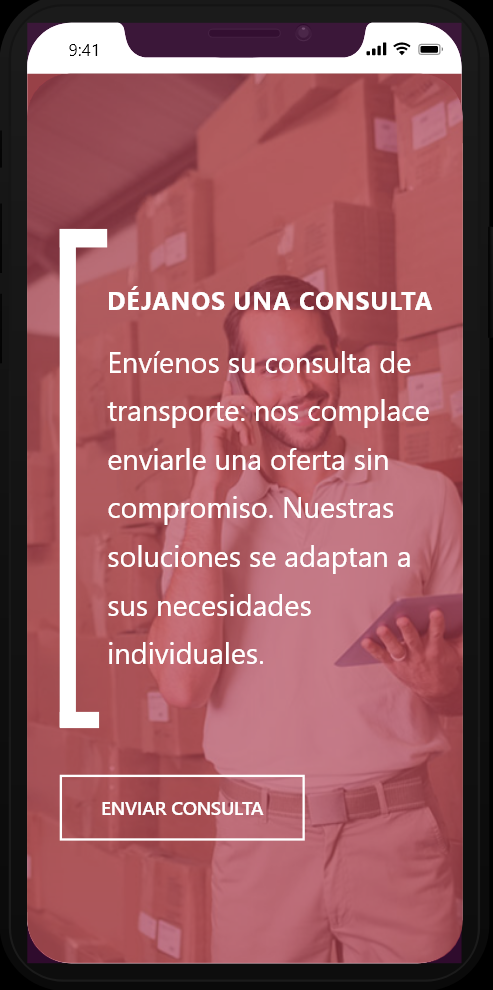 9:41
DÉJANOS UNA CONSULTA
Envíenos su consulta de
transporte: nos complace
enviarle una oferta sin
compromiso. Nuestras
soluciones se adaptan a
sus necesidades
individuales.
ENVIAR CONSULTA